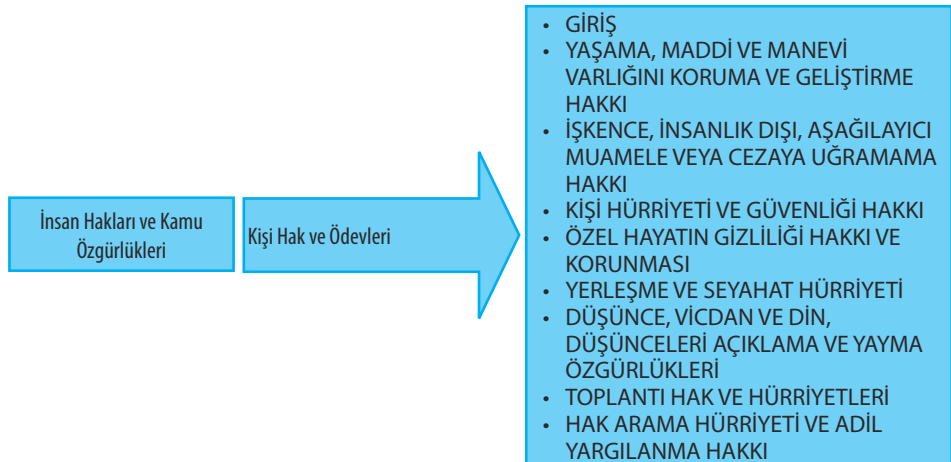 İnsan Hakları ve Kamu
Özgürlükleri
Kişi Hak ve Ödevleri
• GİRİŞ
• YAŞAMA, MADDİ VE MANEVİ
VARLIĞINI KORUMA VE GELİŞTİRME
HAKKI
• İŞKENCE, İNSANLIK DIŞI, AŞAĞILAYICI
MUAMELE VEYA CEZAYA UĞRAMAMA
HAKKI
• KİŞİ HÜRRİYETİ VE GÜVENLİĞİ HAKKI
• ÖZEL HAYATIN GİZLİLİĞİ HAKKI VE
KORUNMASI
• YERLEŞME VE SEYAHAT HÜRRİYETİ
• DÜŞÜNCE, VİCDAN VE DİN,
DÜŞÜNCELERİ AÇIKLAMA VE YAYMA
ÖZGÜRLÜKLERİ
• TOPLANTI HAK VE HÜRRİYETLERİ
• HAK ARAMA HÜRRİYETİ VE ADİL
YARGILANMA HAKKI